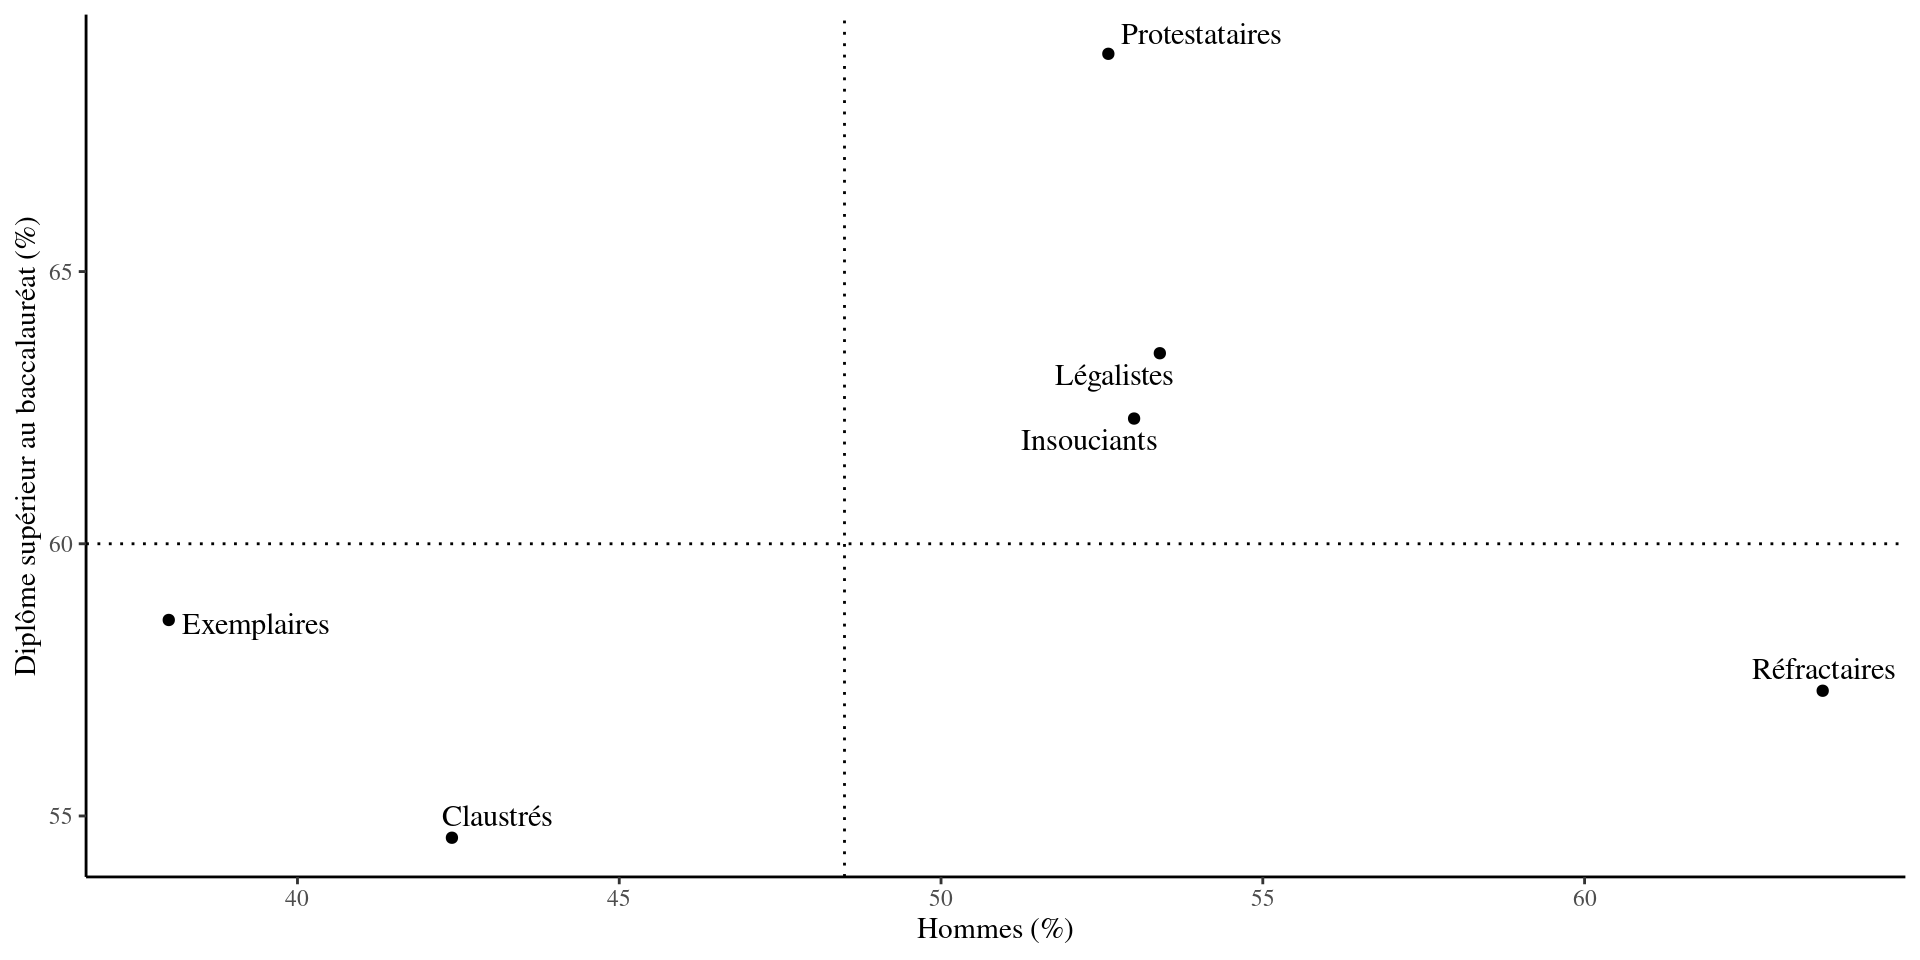 Protestataires
65
Légalistes
Insouciants
60
Exemplaires
Réfractaires
Claustrés
55
40 45 50 55 60
Hommes (%)
Diplôme supérieur au baccalauréat (%)